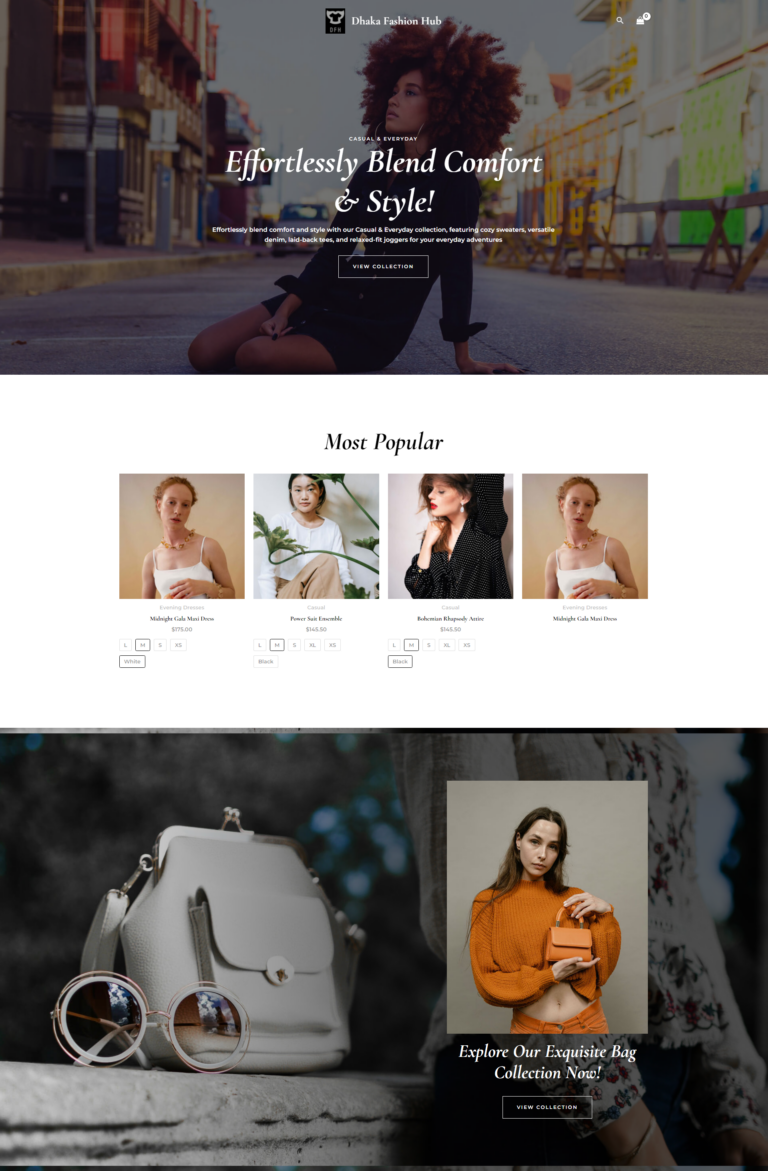 DFH
Dhaka Fashion Hub
0
CASUAL & EVERYDAY
Effortlessly Blend Comfort
& Style!
Effortlessly blend comfort and style with our Casual & Everyday collection, featuring cozy sweaters, versatile
denim, laid-back tees, and relaxed-fit joggers for your everyday adventures
VIEW COLLECTION
Most Popular
Evening Dresses
Midnight Gala Maxi Dress
$175.00
L M S XS
White
Casual
Power Suit Ensemble
$145.50
L M S XL XS
Black
Casual
Bohemian Rhapsody Attire
$145.50
L M S XL XS
Black
Evening Dresses
Midnight Gala Maxi Dress
Explore Our Exquisite Bag
Collection Now!
VIEW COLLECTION